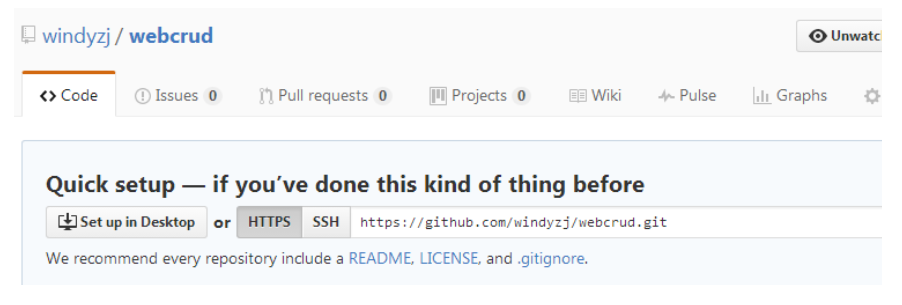 windyzj / webcrud
Unwatc
Code Issues 0 Pull requests 0 Projects 0 Wiki Pulse Graphs
Quick setup — if you've done this kind of thing before
Set up in Desktop or HTTPS SSH https://github.com/windyzj/webcrud.git
We recommend every repository include a README, LICENSE, and .gitignore.